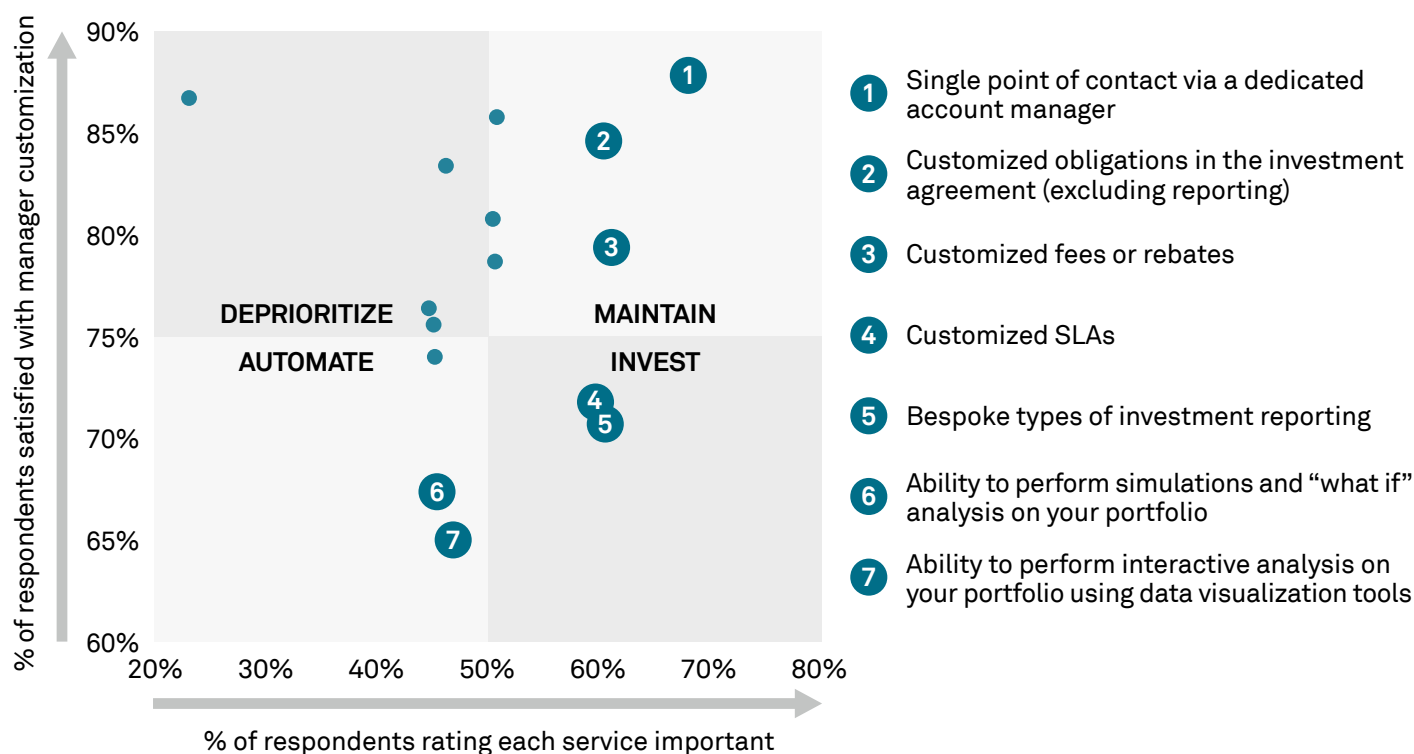 % of respondents satisfied with manager customization
90%
85%
80%
75%
70%
65%
60%
DEPRIORITIZE
MAINTAIN
AUTOMATE
INVEST
1
2
3
4
5
6
7
20%
30%
40%
50%
60%
70%
80%
% of respondents rating each service important
1 Single point of contact via a dedicated
account manager
2 Customized obligations in the investment
agreement (excluding reporting)
3 Customized fees or rebates
4 Customized SLAs
5 Bespoke types of investment reporting
6 Ability to perform simulations and “what if”
analysis on your portfolio
7 Ability to perform interactive analysis on
your portfolio using data visualization tools